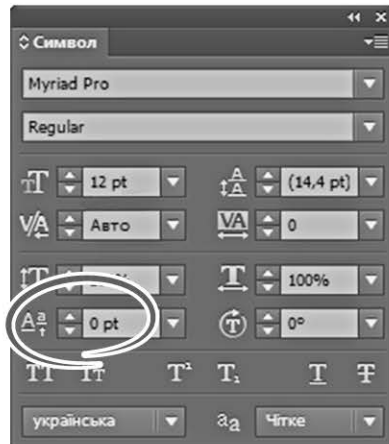 Символ
Myriad Pro
Regular
12 pt (14,4 pt)
Авто 0
100%
0 pt 0°
українська Чітке